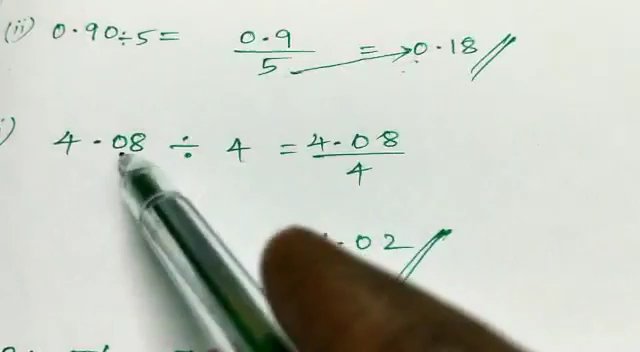 (ii) 0.90÷5= 0.9/5 = 0.18
4.08 ÷ 4 = 4.08/4
.02